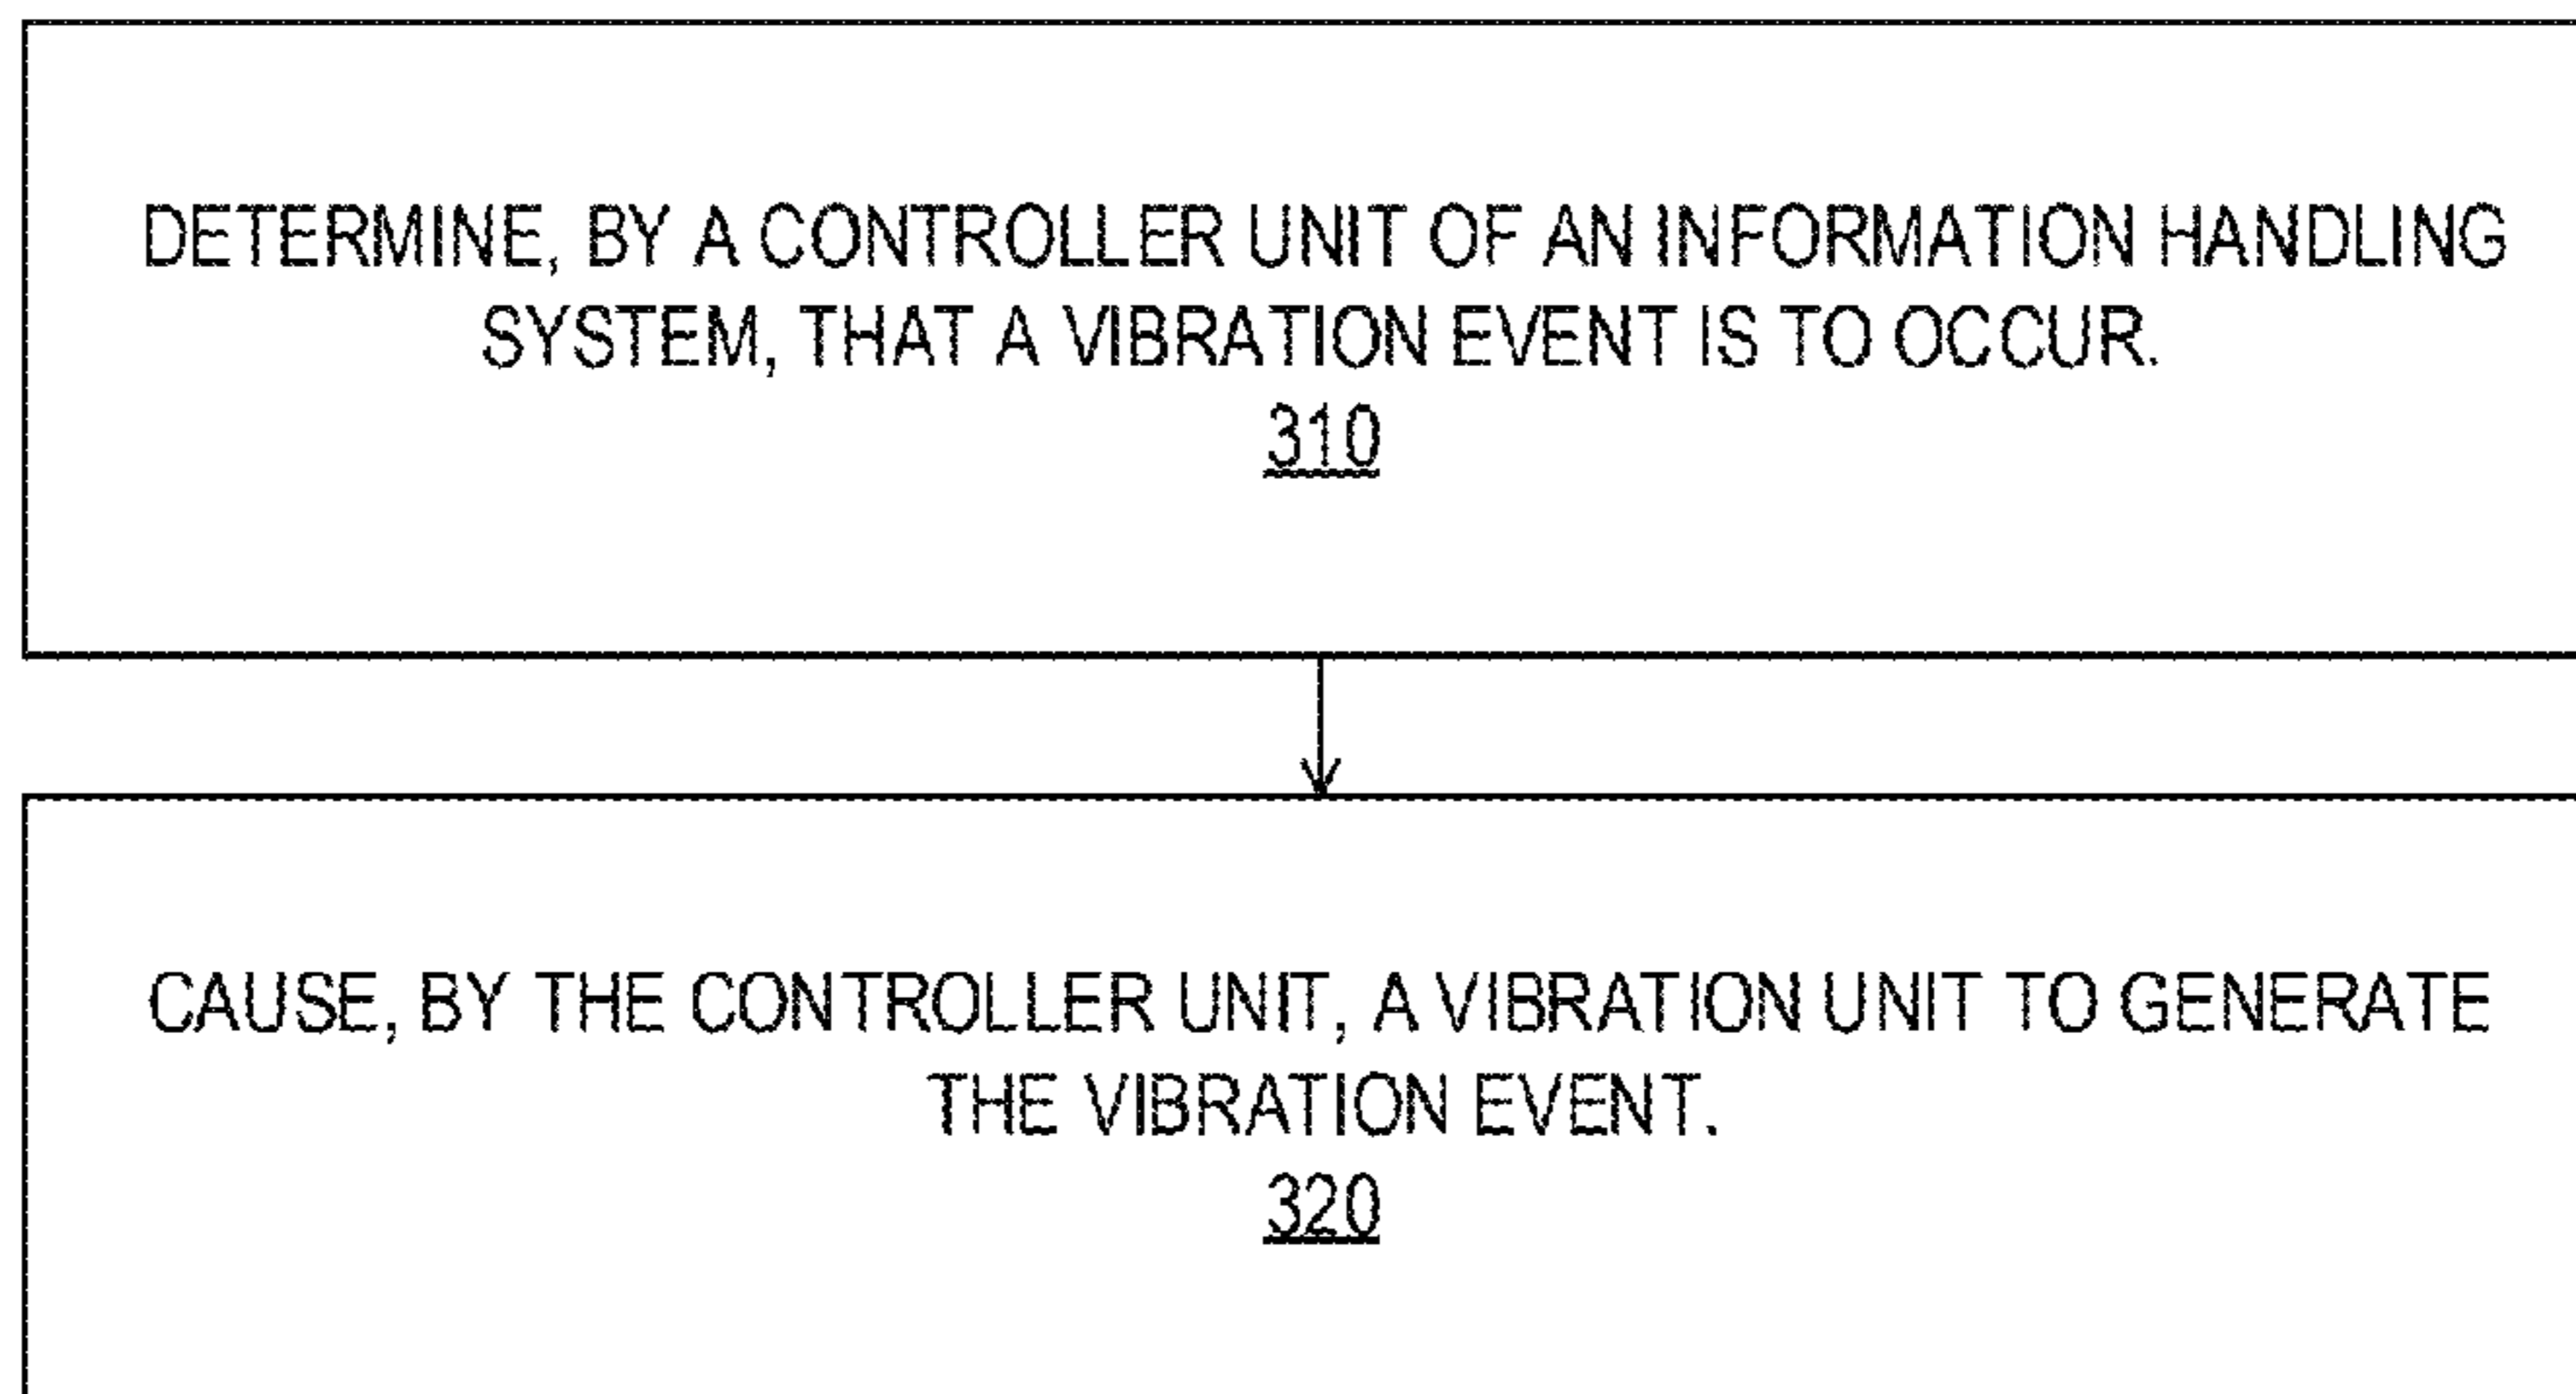 DETERMINE, BY A CONTROLLER UNIT OF AN INFORMATION HANDLING
SYSTEM, THAT A VIBRATION EVENT IS TO OCCUR.
310
CAUSE, BY THE CONTROLLER UNIT, A VIBRATION UNIT TO GENERATE
THE VIBRATION EVENT.
320